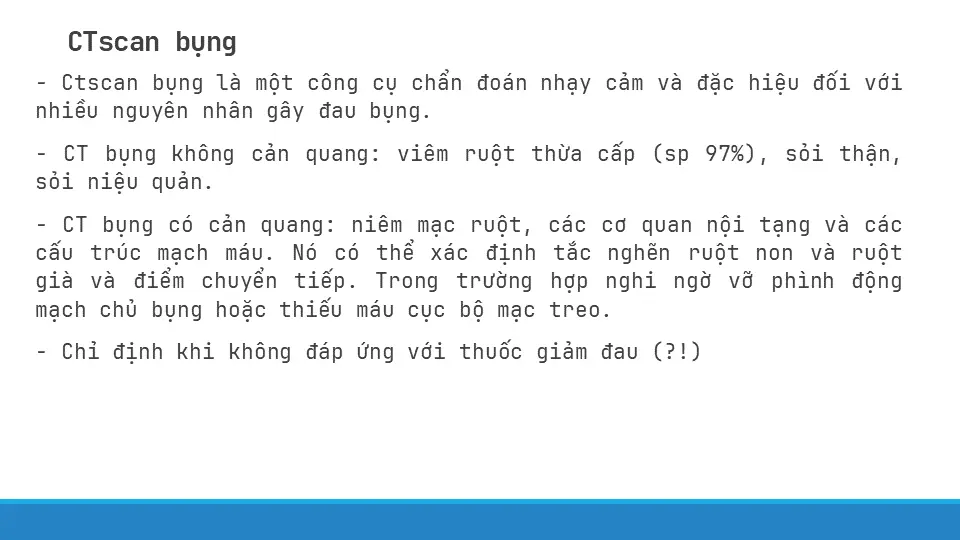 CTscan bụng
- Ctscan bụng là một công cụ chẩn đoán nhạy cảm và đặc hiệu đối với
nhiều nguyên nhân gây đau bụng.
- CT bụng không cản quang: viêm ruột thừa cấp (sp 97%), sỏi thận,
sỏi niệu quản.
- CT bụng có cản quang: niêm mạc ruột, các cơ quan nội tạng và các
cấu trúc mạch máu. Nó có thể xác định tắc nghẽn ruột non và ruột
già và điểm chuyển tiếp. Trong trường hợp nghi ngờ vỡ phình động
mạch chủ bụng hoặc thiếu máu cục bộ mạc treo.
- Chỉ định khi không đáp ứng với thuốc giảm đau (?!)